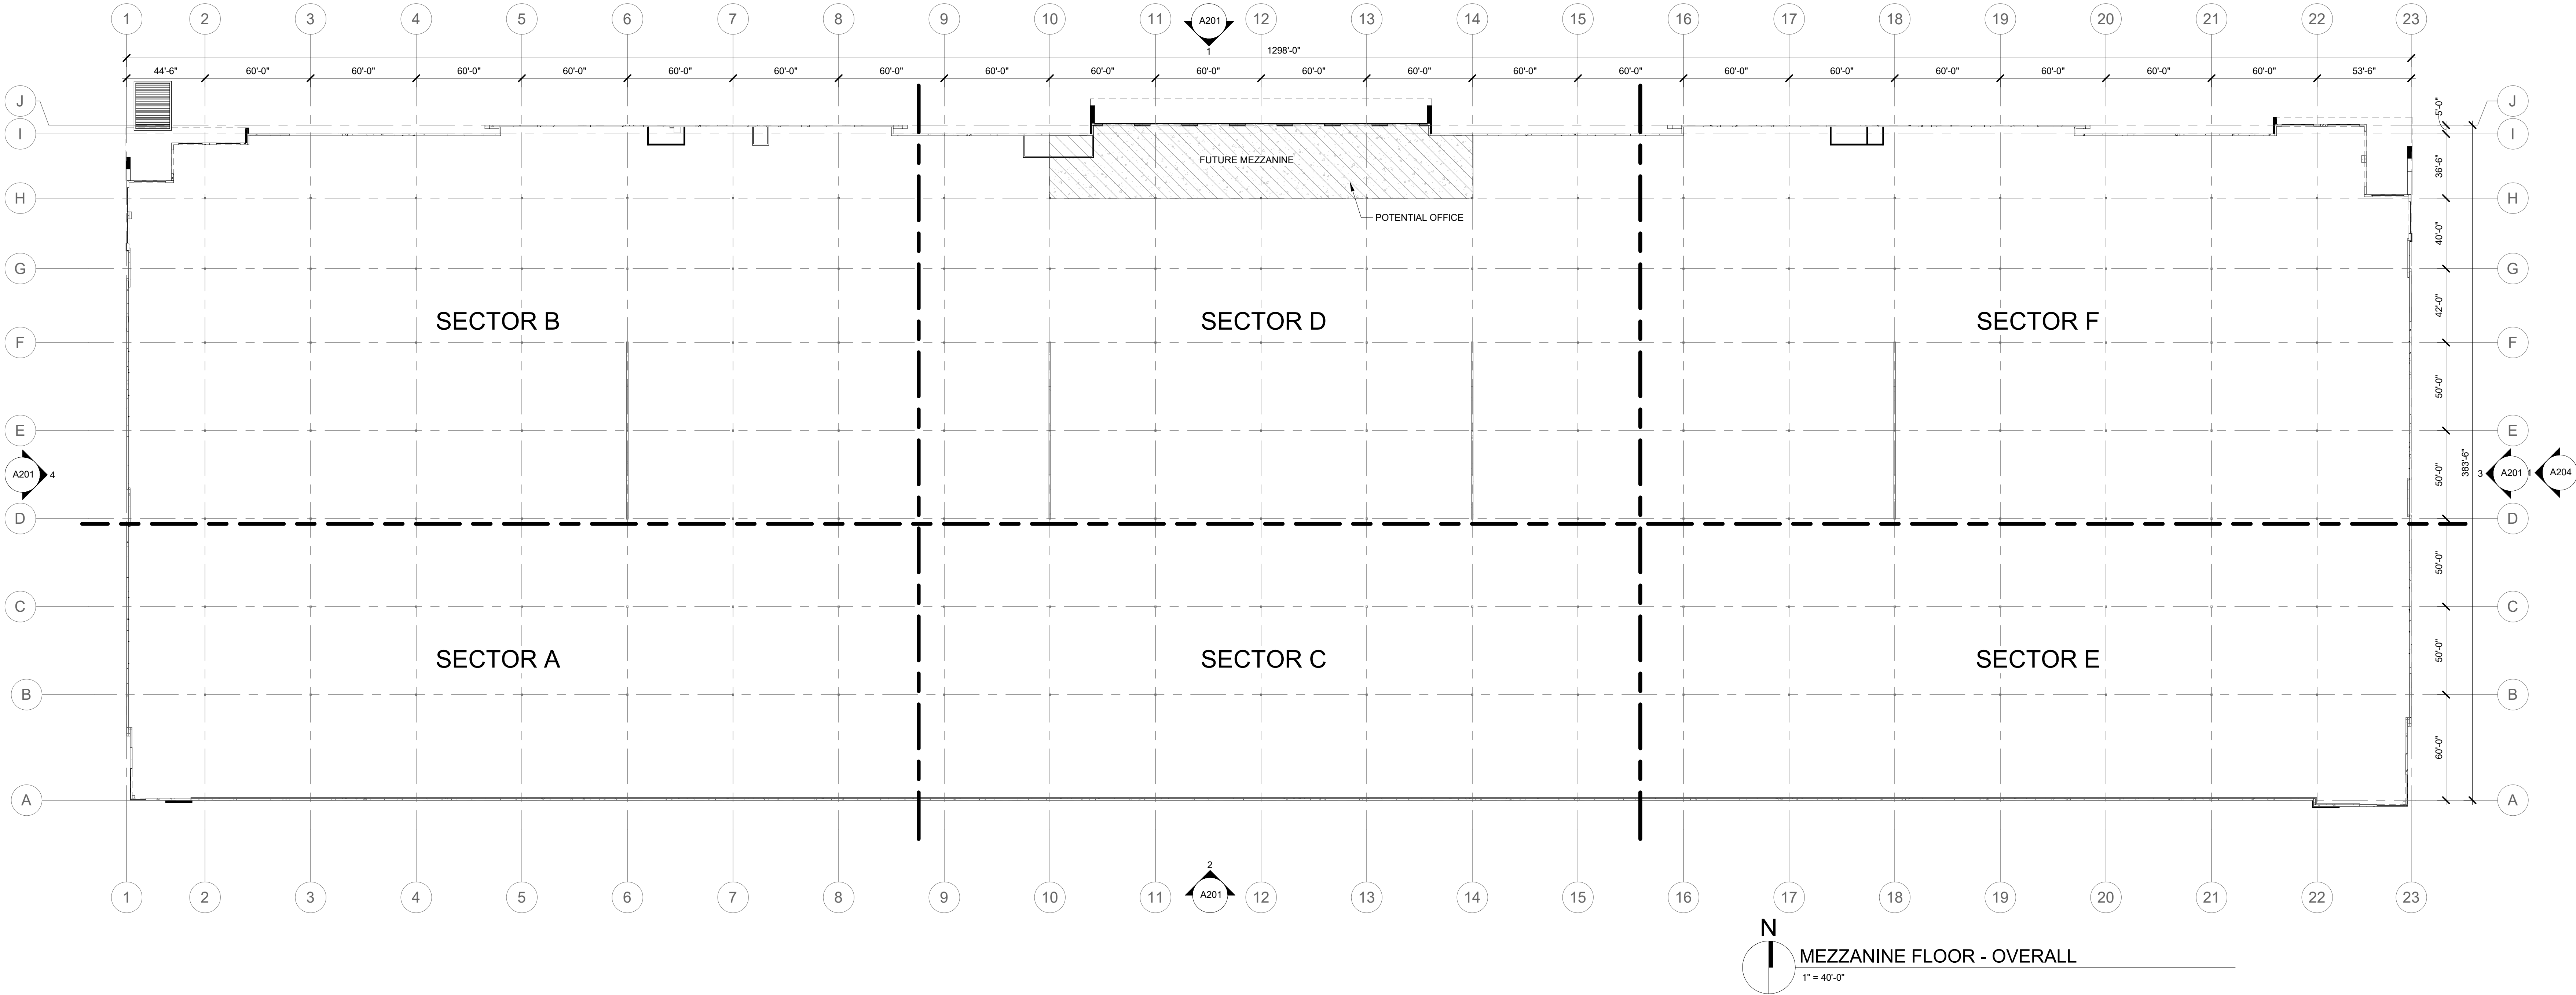 1 2 3 4 5 6 7 8 9 10 11 12 13 14 15 16 17 18 19 20 21 22 23
A201
1
1298'-0"
44'-6" 60'-0" 60'-0" 60'-0" 60'-0" 60'-0" 60'-0" 60'-0" 60'-0" 60'-0" 60'-0" 60'-0" 60'-0" 60'-0" 60'-0" 60'-0" 60'-0" 60'-0" 60'-0" 60'-0" 60'-0" 53'-6"
J 5'-0" J
I I
FUTURE MEZZANINE
36'-6"
H H
POTENTIAL OFFICE
40'-0"
G G
42'-0"
SECTOR B SECTOR D SECTOR F
F F
50'-0"
E E
383'-6"
A201 4 50'-0" 3 A201 1 A204
D D
50'-0"
C C
SECTOR A SECTOR C SECTOR E
50'-0"
B B
60'-0"
A A
2
A201
1 2 3 4 5 6 7 8 9 10 11 12 13 14 15 16 17 18 19 20 21 22 23
N
MEZZANINE FLOOR - OVERALL
1" = 40'-0"